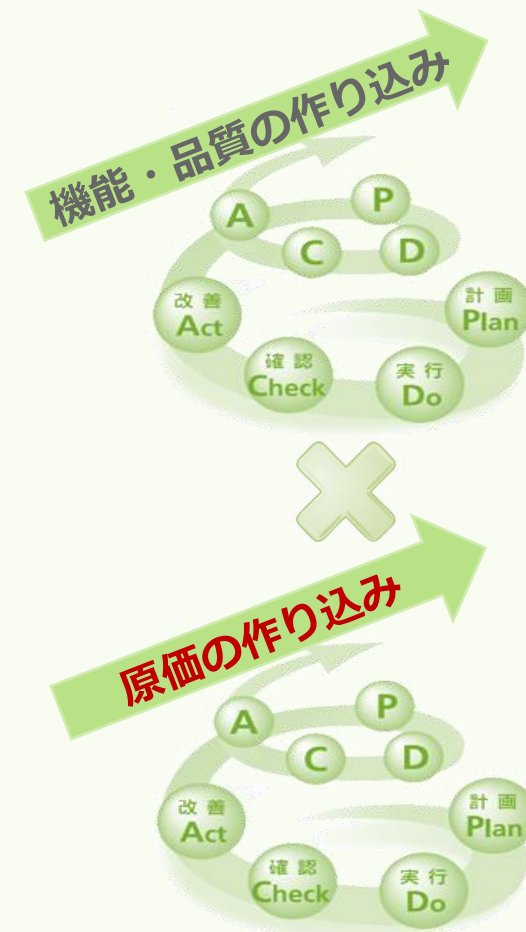 機能・品質の作り込み
A
P
C
D
改善
Act
計画
Plan
確認
Check
実行
Do
原価の作り込み
A
P
C
D
改善
Act
計画
Plan
確認
Check
実行
Do